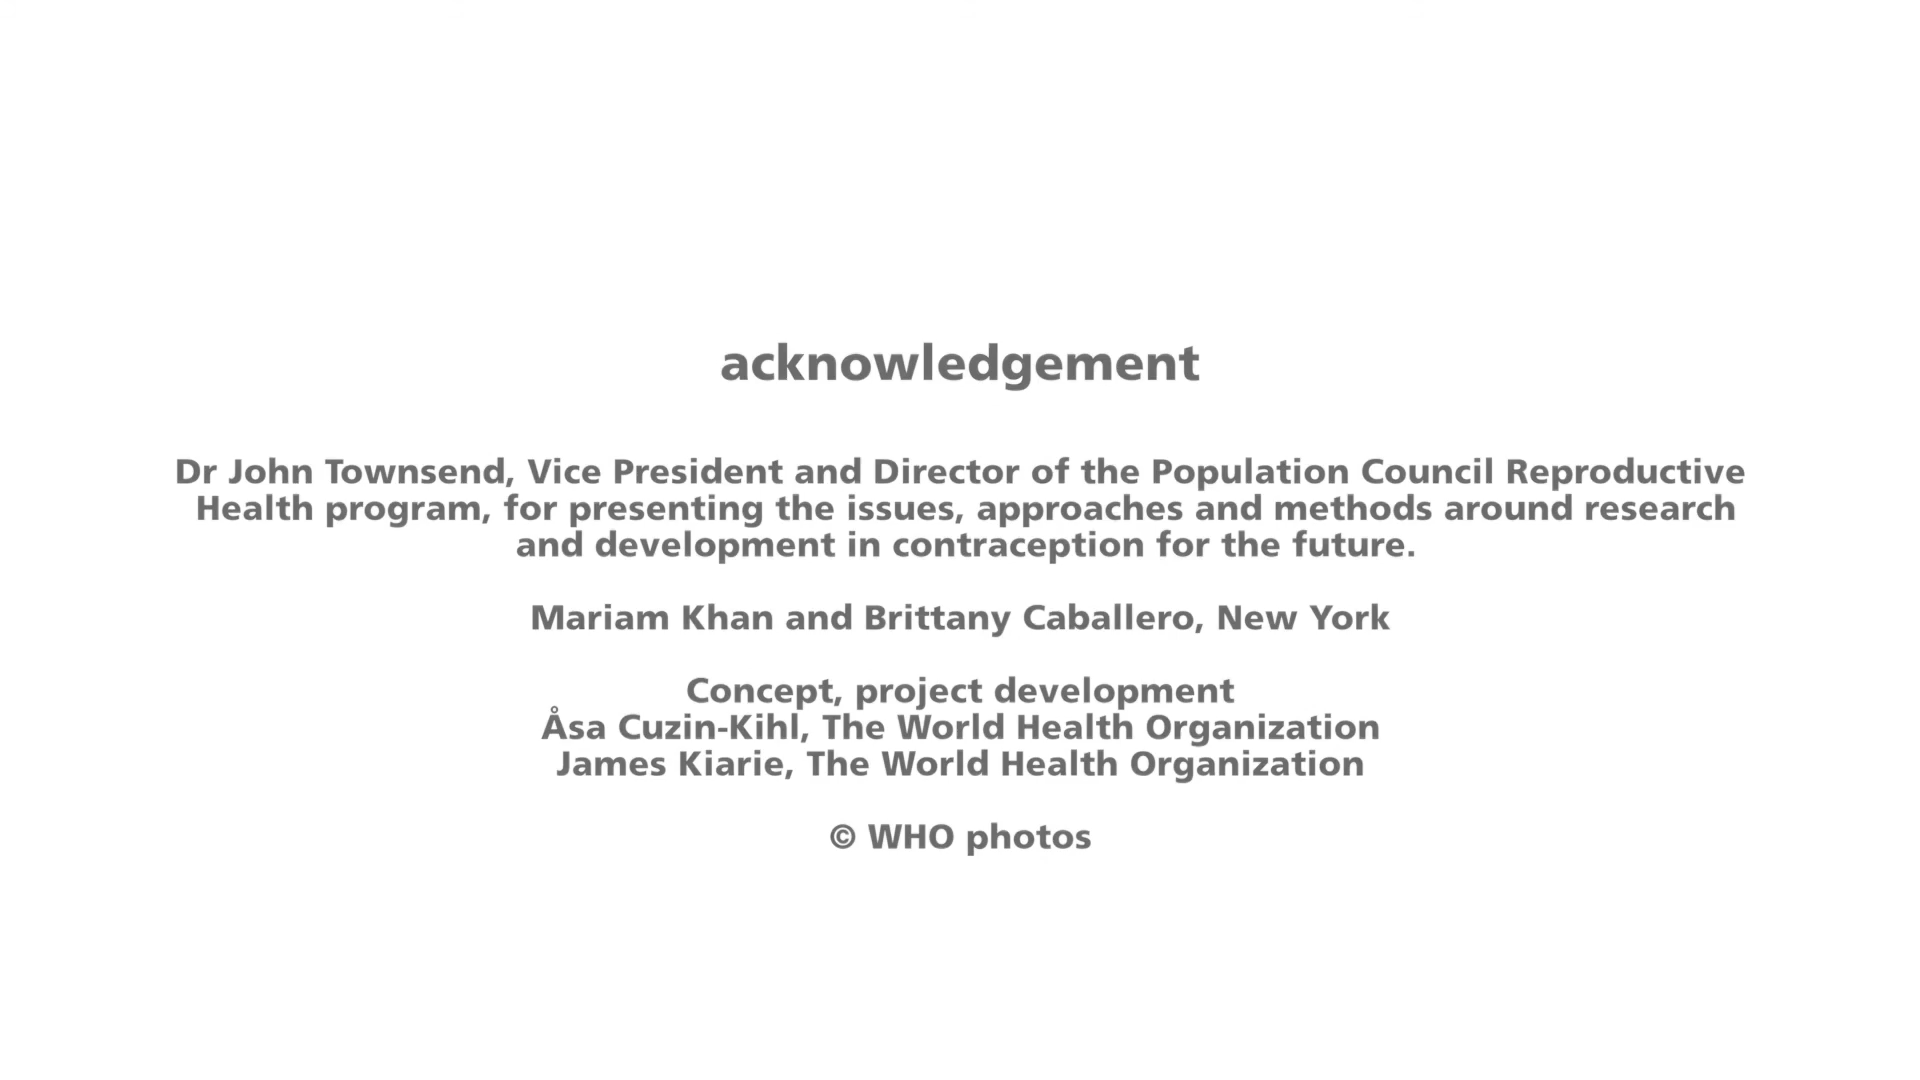 acknowledgement
Dr John Townsend, Vice President and Director of the Population Council Reproductive
Health program, for presenting the issues, approaches and methods around research
and development in contraception for the future.
Mariam Khan and Brittany Caballero, New York
Concept, project development
Åsa Cuzin-Kihl, The World Health Organization
James Kiarie, The World Health Organization
© WHO photos